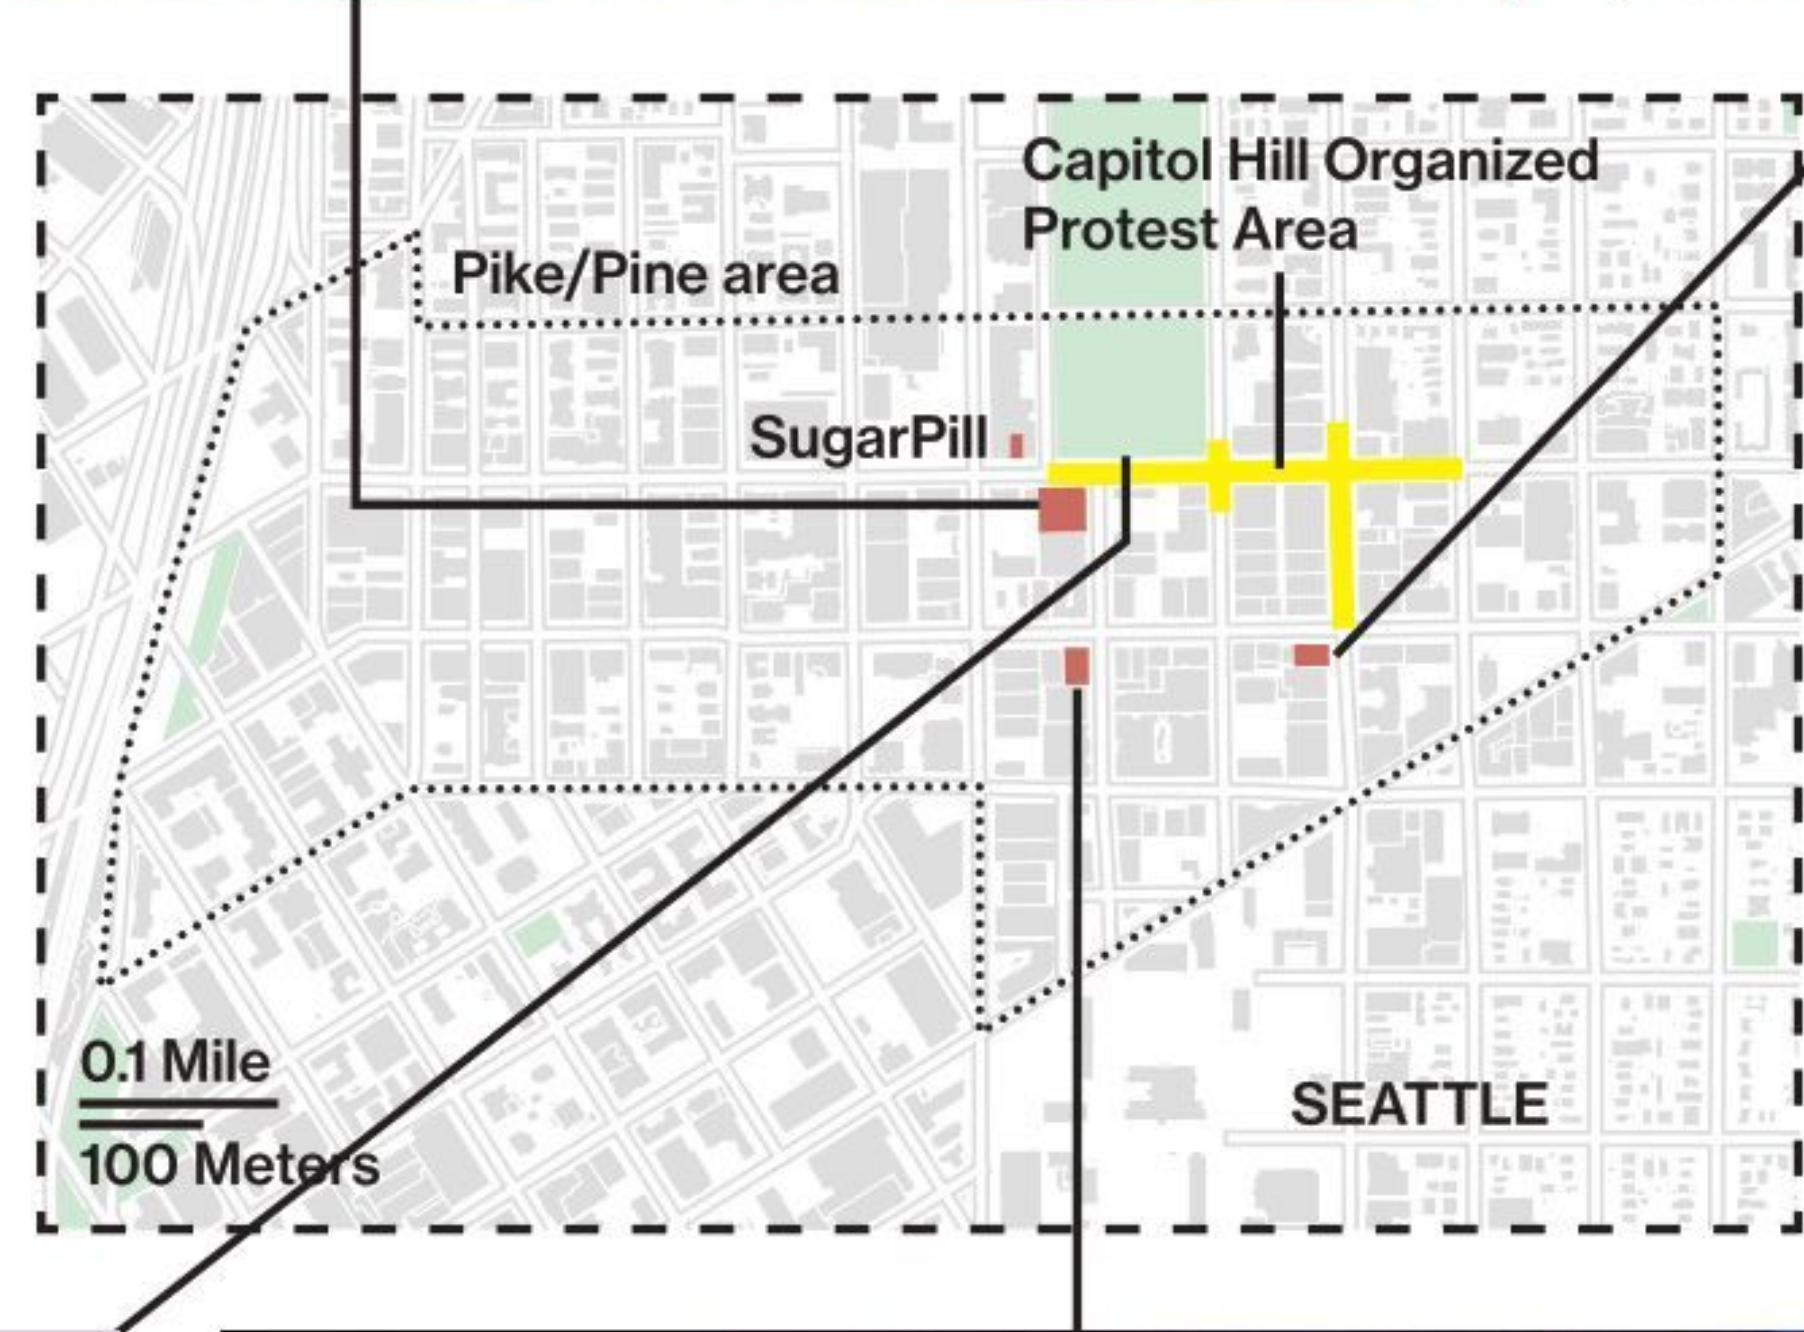 Capitol Hill Organized
Protest Area
Pike/Pine area
SugarPill
0.1 Mile
100 Meters
SEATTLE